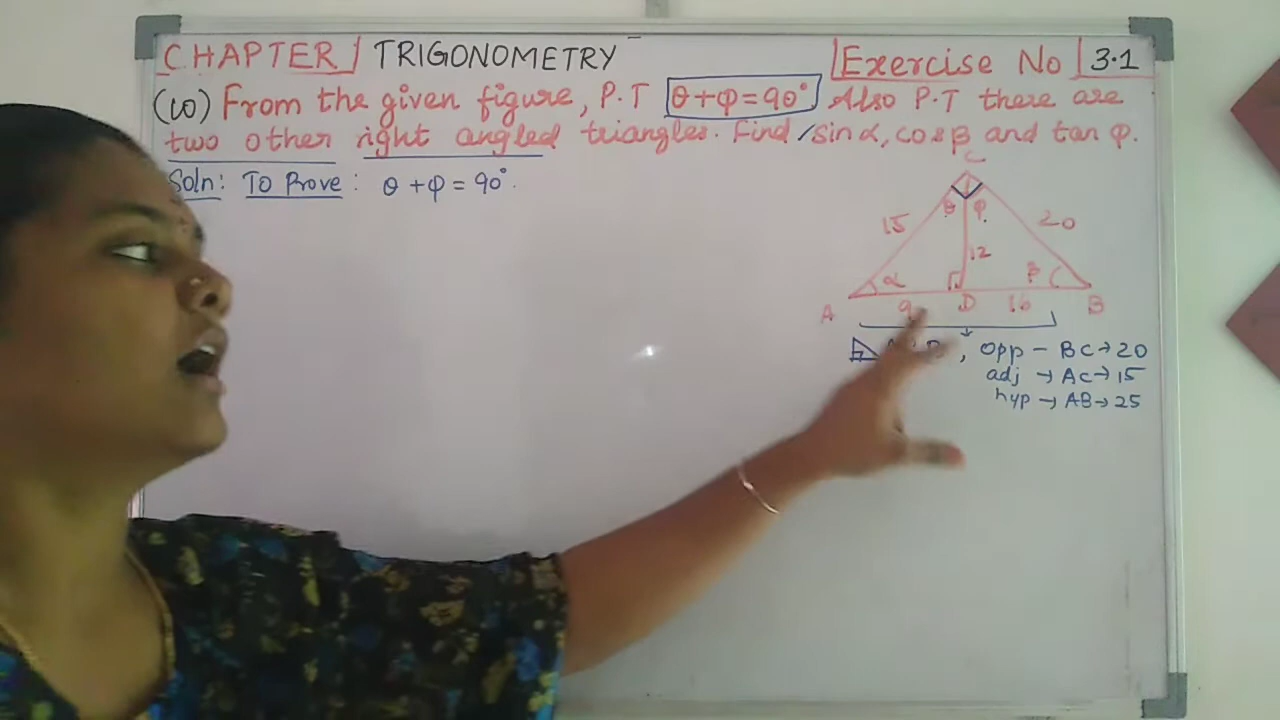 CHAPTER TRIGONOMETRY Exercise No 3.1
(10) From the given figure, P.T θ+φ=90° Also P.T there are
two other right angled triangles. Find sin α, cos β and tan φ.
Soln: To Prove: θ+φ=90°.
C
θ φ
15 20
12
α β
A 9 D 16 B
, opp - BC→20
adj → AC→15
hyp → AB→25